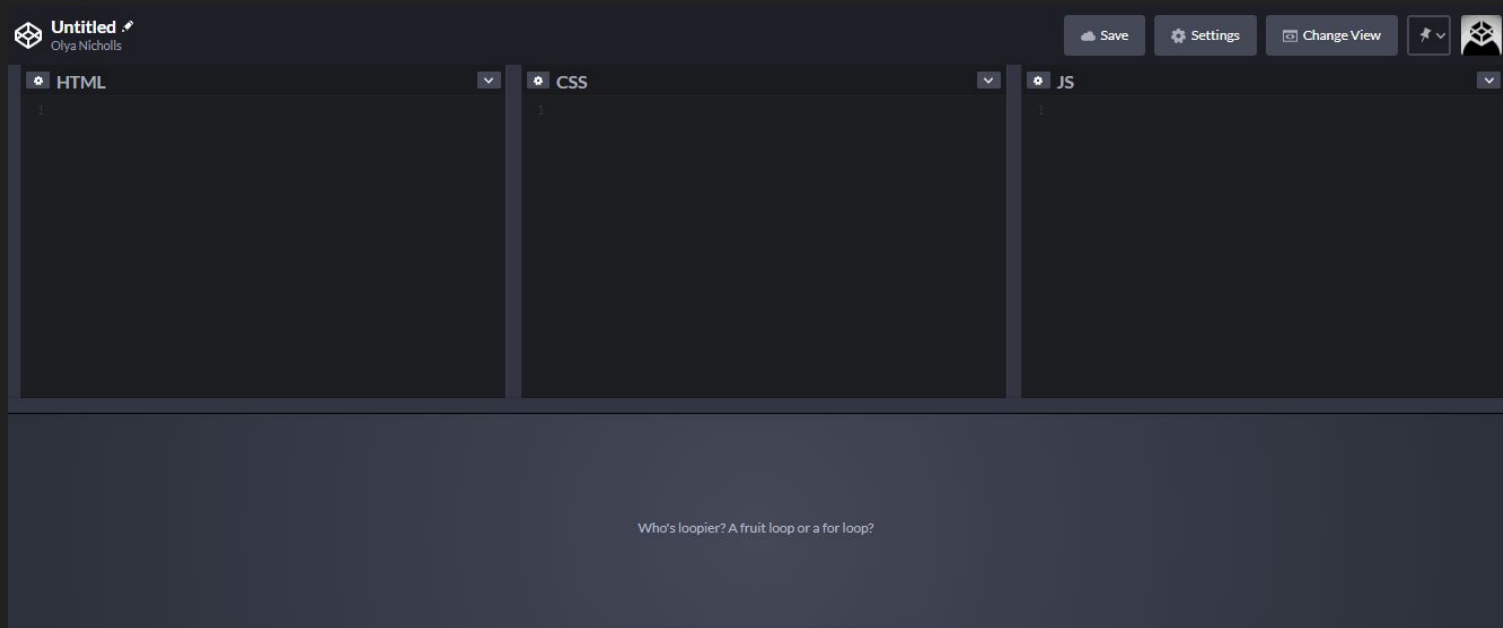 Untitled
Olya Nicholls
Save
Settings
Change View
HTML
CSS
JS
1
1
1
Who's loopier? A fruit loop or a for loop?